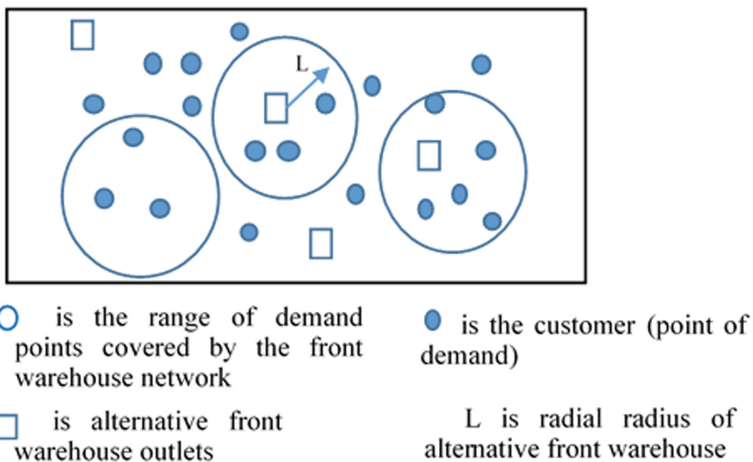 L
is the range of demand
points covered by the front
warehouse network
is the customer (point of
demand)
is alternative front
warehouse outlets
L is radial radius of
alternative front warehouse